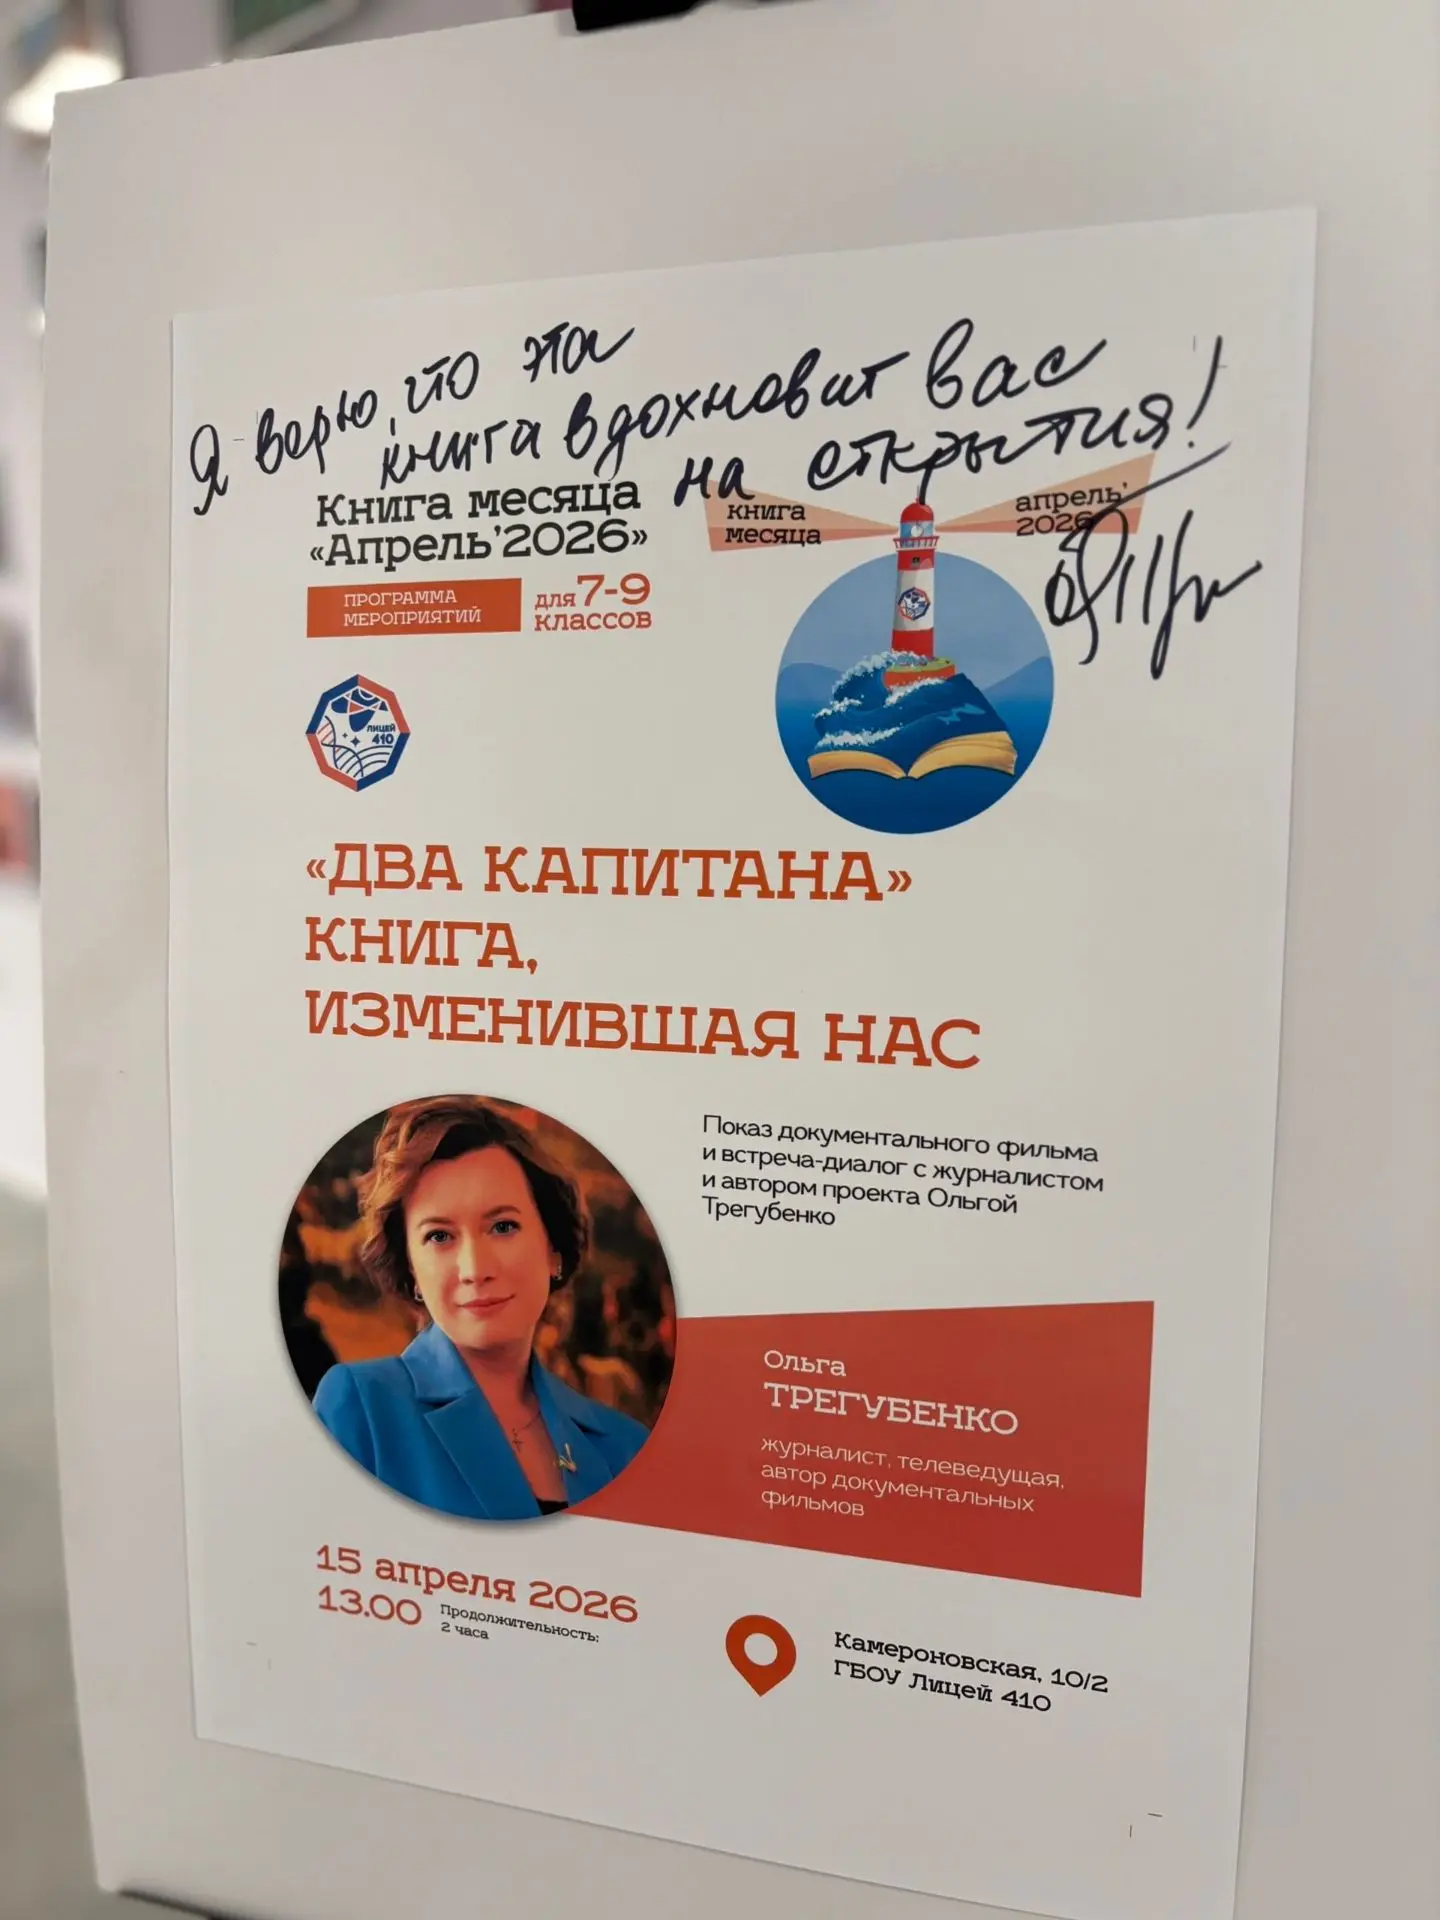 Я верю, что эта
книга вдохновит вас
на открытия!
Книга месяца
«Апрель'2026»
ПРОГРАММА
МЕРОПРИЯТИЙ
для 7-9
классов
книга
месяца
апрель'
2026
ЛИЦЕЙ
410
«ДВА КАПИТАНА»
КНИГА,
ИЗМЕНИВШАЯ НАС
Показ документального фильма
и встреча-диалог с журналистом
и автором проекта Ольгой
Трегубенко
Ольга
ТРЕГУБЕНКО
журналист, телеведущая,
автор документальных
фильмов
15 апреля 2026
13.00
Продолжительность:
2 часа
Камероновская, 10/2
ГБОУ Лицей 410